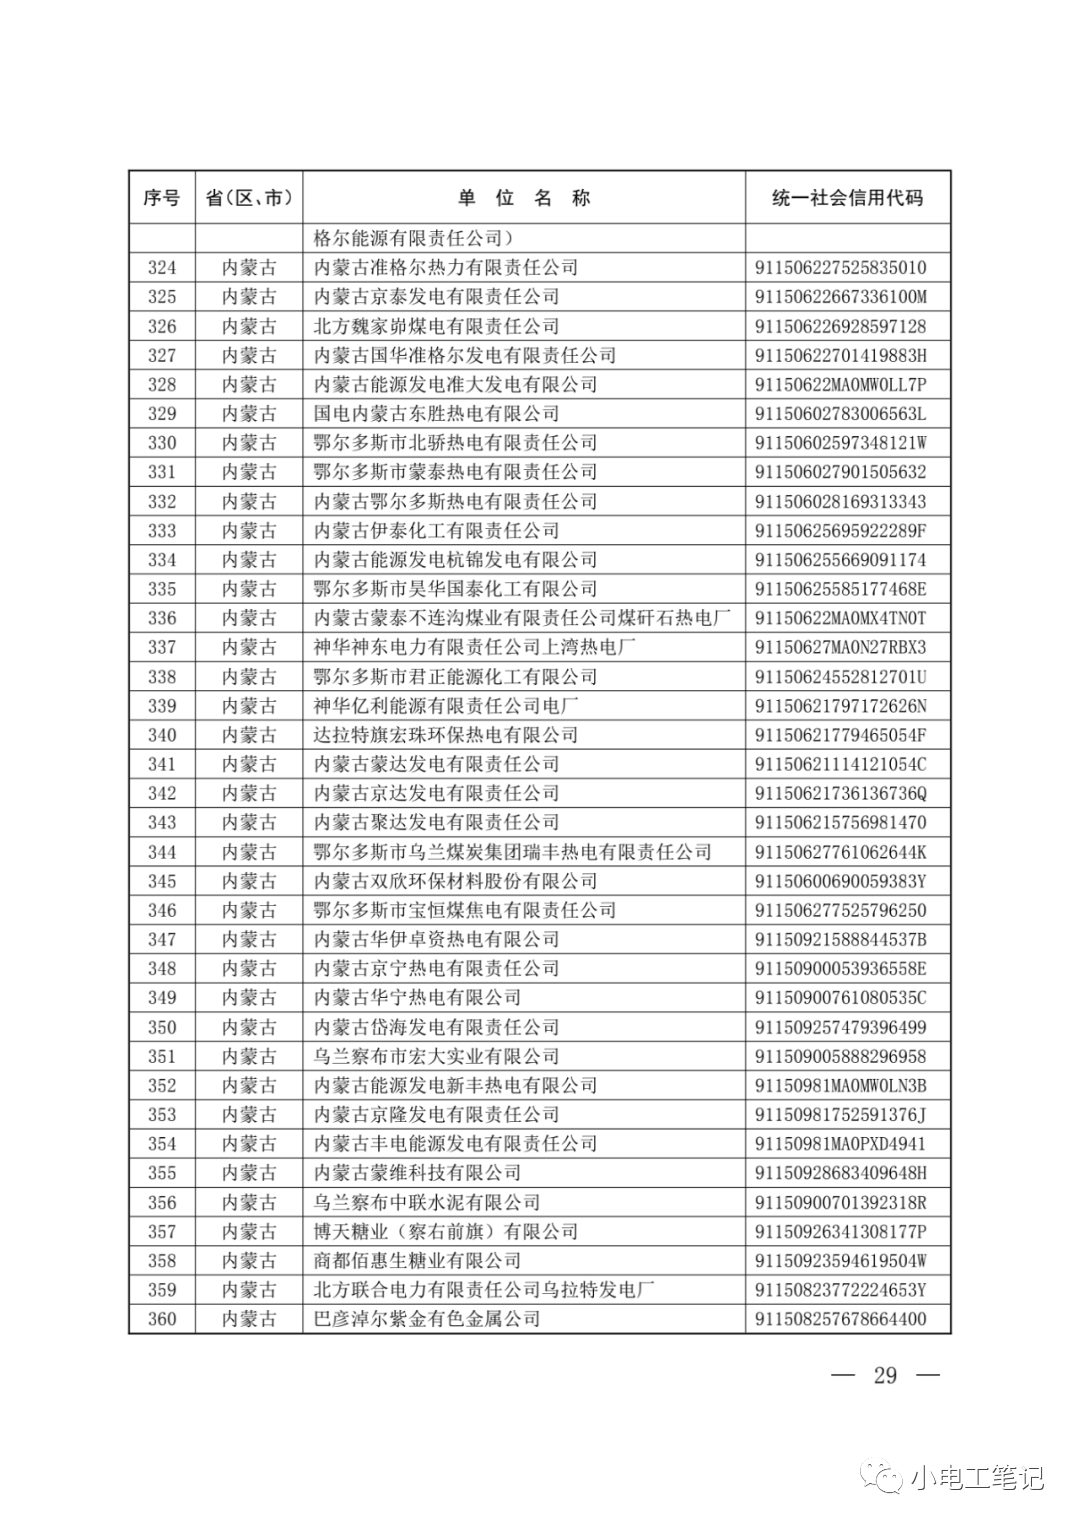 序号 省(区、市) 单 位 名 称 统一社会信用代码
格尔能源有限责任公司)
324 内蒙古 内蒙古准格尔热力有限责任公司 911506227525835010
325 内蒙古 内蒙古京泰发电有限责任公司 91150622667336100M
326 内蒙古 北方魏家峁煤电有限责任公司 911506226928597128
327 内蒙古 内蒙古国华准格尔发电有限责任公司 91150622701419883H
328 内蒙古 内蒙古能源发电准大发电有限公司 91150622MA0MW0LL7P
329 内蒙古 国电内蒙古东胜热电有限公司 91150602783006563L
330 内蒙古 鄂尔多斯市北骄热电有限责任公司 91150602597348121W
331 内蒙古 鄂尔多斯市蒙泰热电有限责任公司 911506027901505632
332 内蒙古 内蒙古鄂尔多斯热电有限责任公司 911506028169313343
333 内蒙古 内蒙古伊泰化工有限责任公司 91150625695922289F
334 内蒙古 内蒙古能源发电杭锦发电有限公司 911506255669091174
335 内蒙古 鄂尔多斯市昊华国泰化工有限公司 91150625585177468E
336 内蒙古 内蒙古蒙泰不连沟煤业有限责任公司煤矸石热电厂 91150622MA0MX4TN0T
337 内蒙古 神华神东电力有限责任公司上湾热电厂 91150627MA0N27RBX3
338 内蒙古 鄂尔多斯市君正能源化工有限公司 91150624552812701U
339 内蒙古 神华亿利能源有限责任公司电厂 91150621797172626N
340 内蒙古 达拉特旗宏珠环保热电有限公司 91150621779465054F
341 内蒙古 内蒙古蒙达发电有限责任公司 91150621114121054C
342 内蒙古 内蒙古京达发电有限责任公司 91150621736136736Q
343 内蒙古 内蒙古聚达发电有限责任公司 911506215756981470
344 内蒙古 鄂尔多斯市乌兰煤炭集团瑞丰热电有限责任公司 91150627761062644K
345 内蒙古 内蒙古双欣环保材料股份有限公司 91150600690059383Y
346 内蒙古 鄂尔多斯市宝恒煤焦电有限责任公司 911506277525796250
347 内蒙古 内蒙古华伊卓资热电有限公司 91150921588844537B
348 内蒙古 内蒙古京宁热电有限责任公司 91150900053936558E
349 内蒙古 内蒙古华宁热电有限公司 91150900761080535C
350 内蒙古 内蒙古岱海发电有限责任公司 911509257479396499
351 内蒙古 乌兰察布市宏大实业有限公司 911509005888296958
352 内蒙古 内蒙古能源发电新丰热电有限公司 91150981MA0MW0LN3B
353 内蒙古 内蒙古京隆发电有限责任公司 91150981752591376J
354 内蒙古 内蒙古丰电能源发电有限责任公司 91150981MA0PXD4941
355 内蒙古 内蒙古蒙维科技有限公司 91150928683409648H
356 内蒙古 乌兰察布中联水泥有限公司 91150900701392318R
357 内蒙古 博天糖业（察右前旗）有限公司 91150926341308177P
358 内蒙古 商都佰惠生糖业有限公司 91150923594619504W
359 内蒙古 北方联合电力有限责任公司乌拉特发电厂 91150823772224653Y
360 内蒙古 巴彦淖尔紫金有色金属公司 911508257678664400
— 29 —
小电工笔记